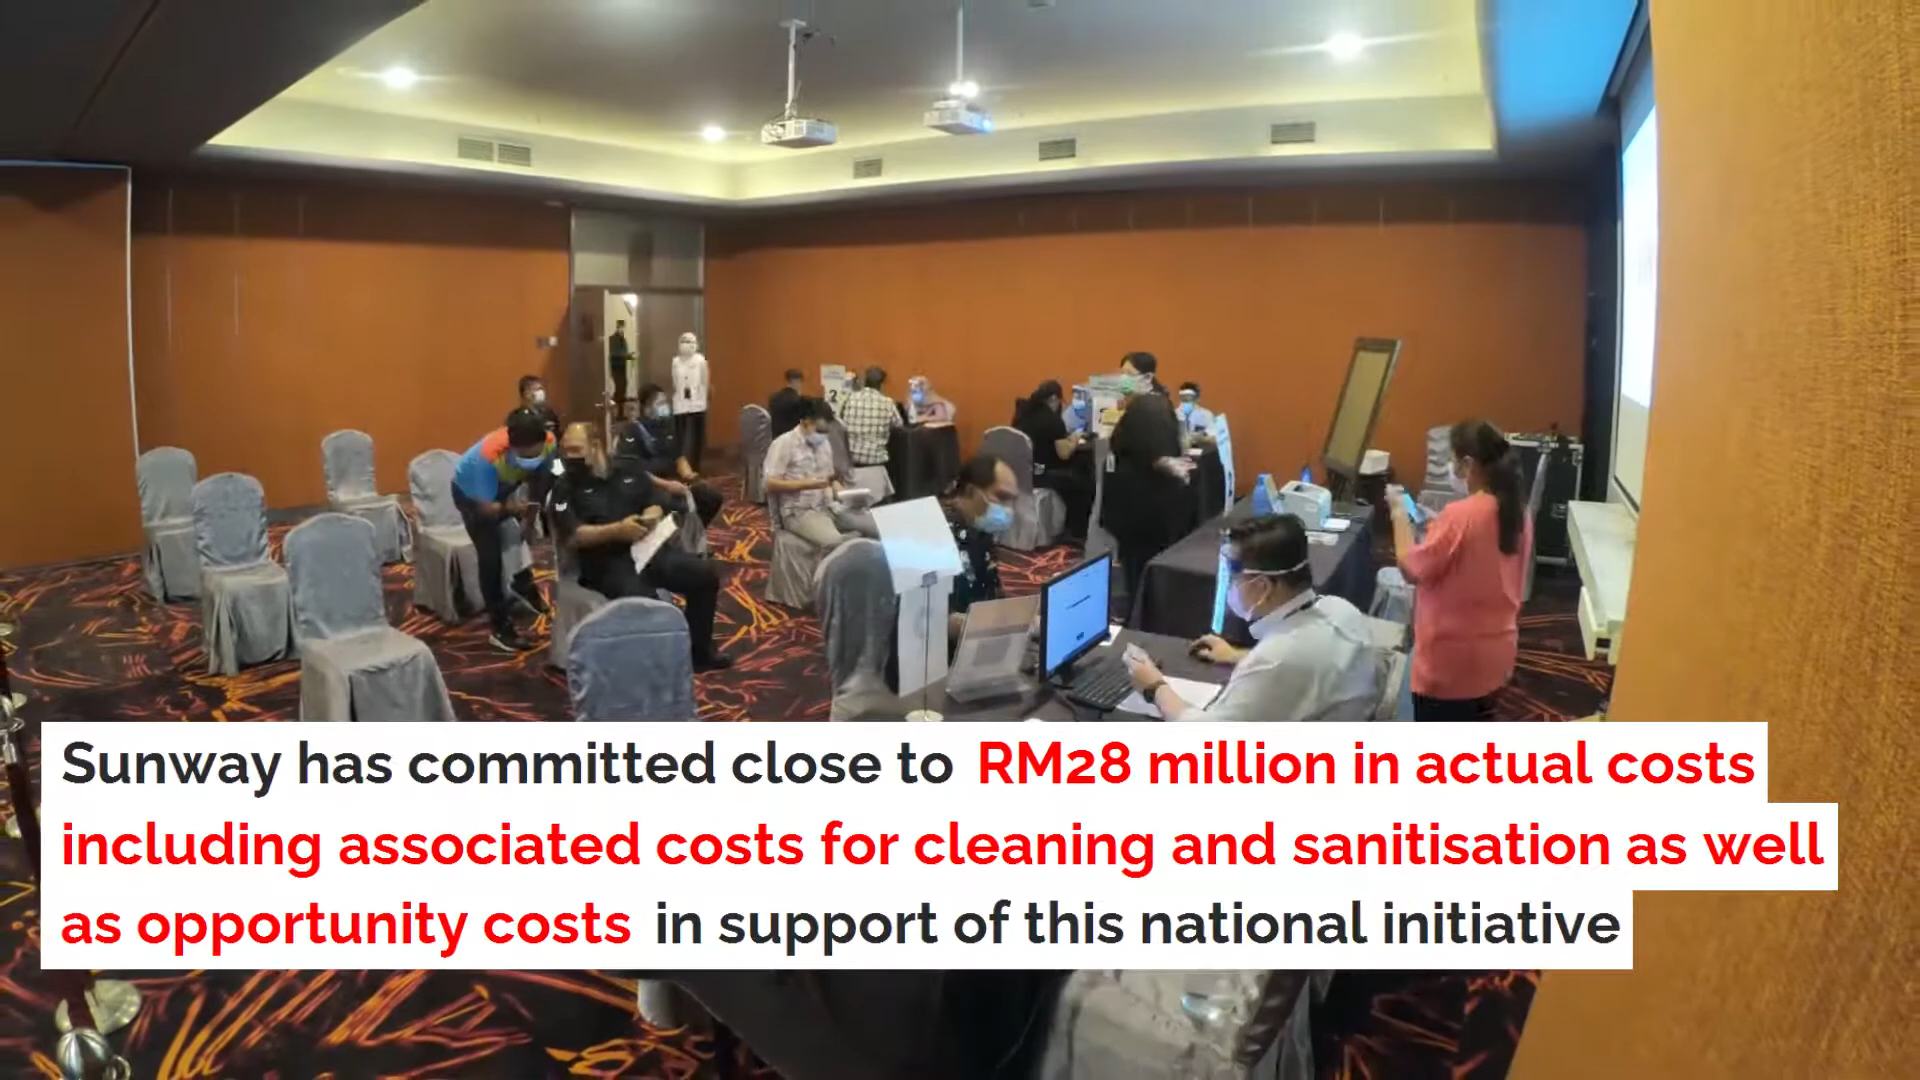 2
Sunway has committed close to RM28 million in actual costs
including associated costs for cleaning and sanitisation as well
as opportunity costs in support of this national initiative